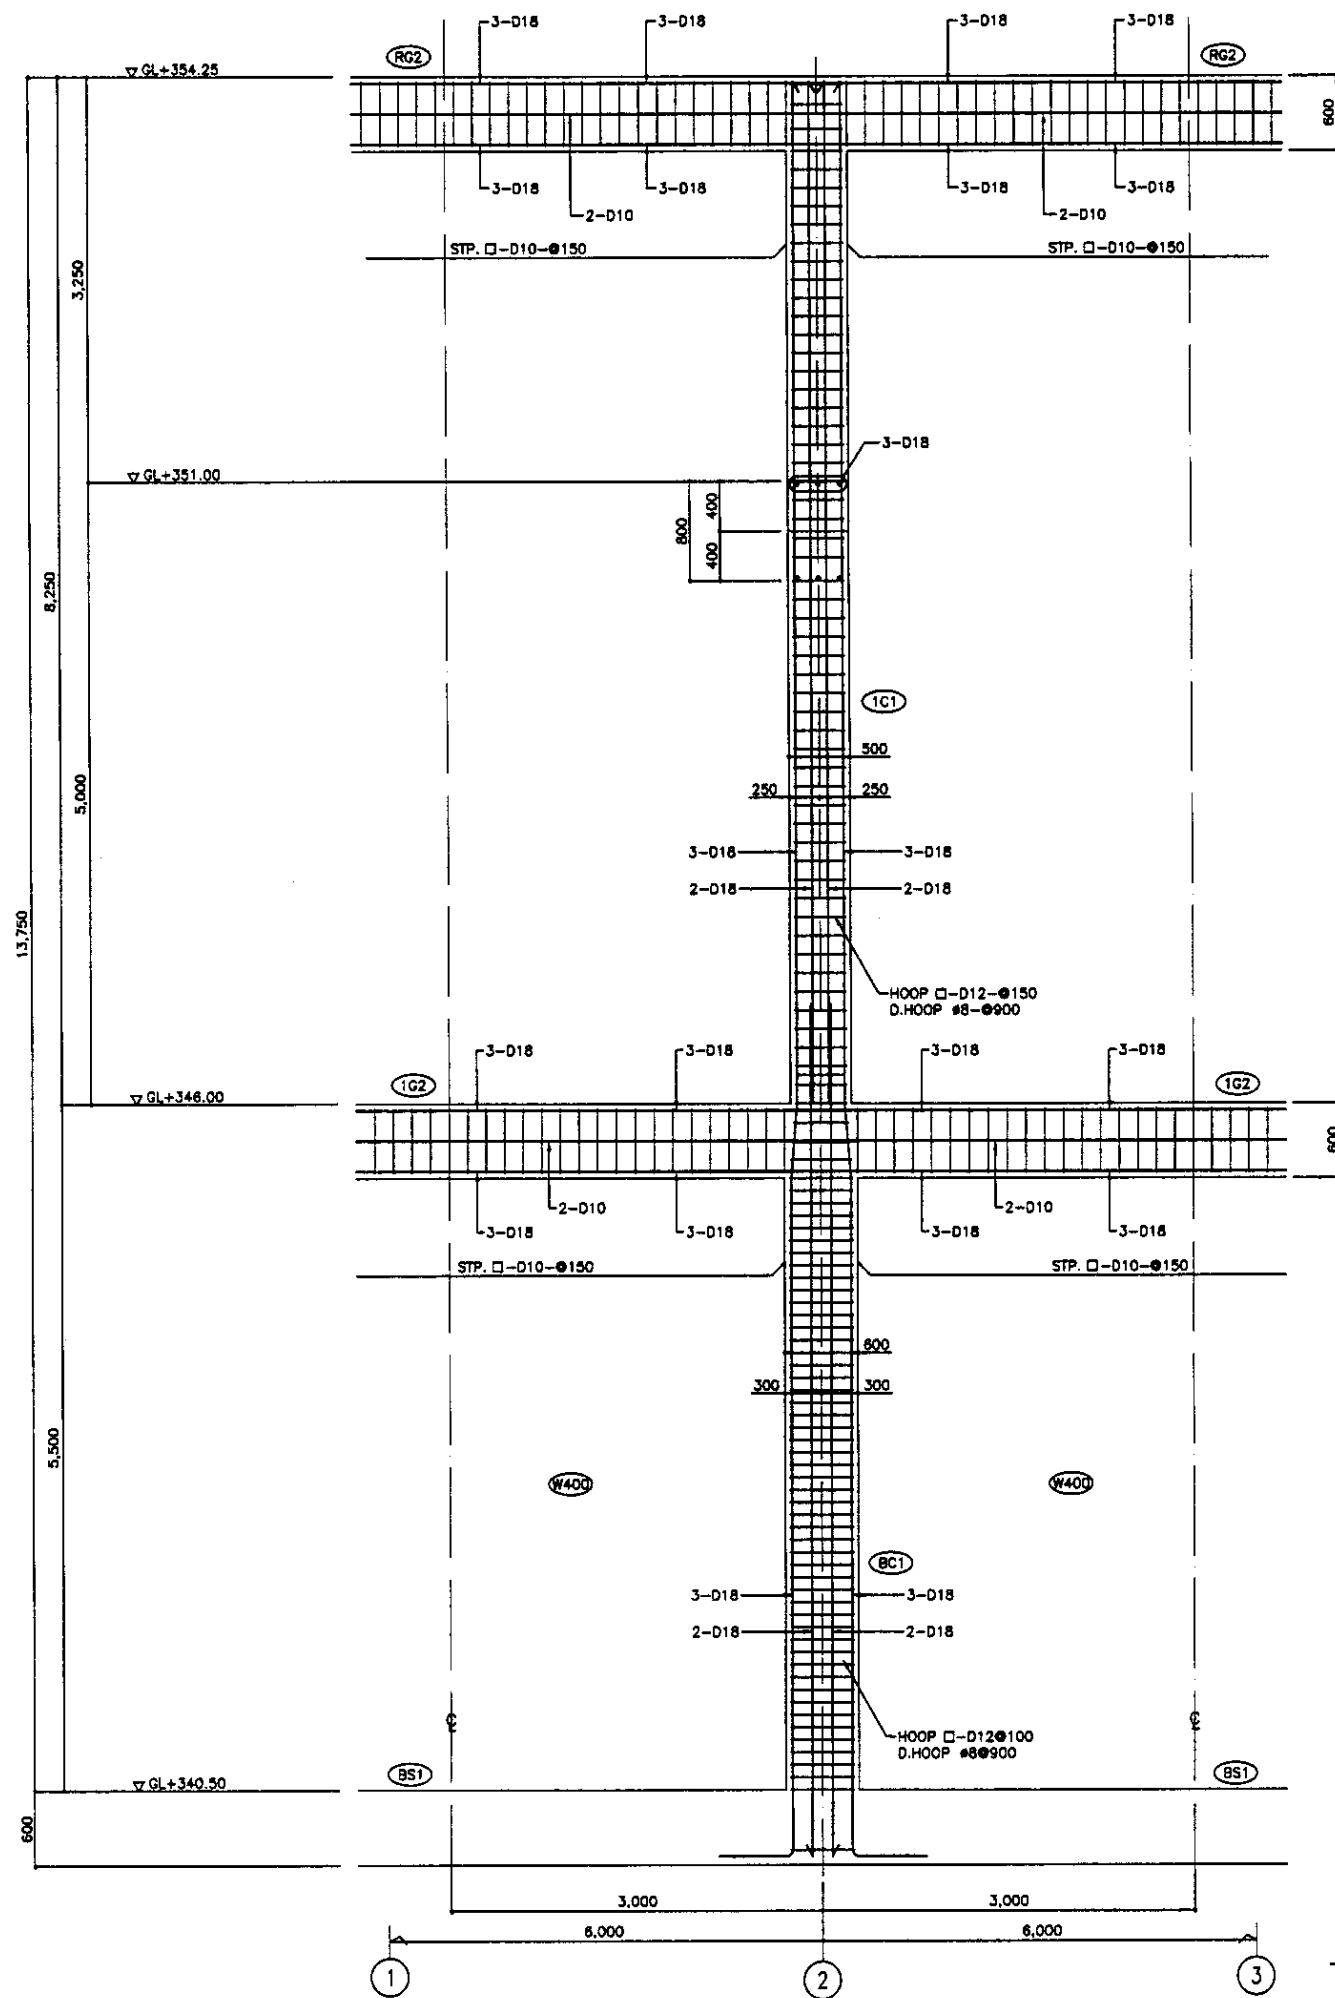 3-D18 3-D18 3-D18 3-D18
RG2 RG2
▽ GL+354.25
600
3-D18 3-D18 3-D18 3-D18
2-D10 2-D10
STP. □-D10-@150 STP. □-D10-@150
3,250
3-D18
▽ GL+351.00
400
800
400
8,250
1C1
500
250 250
5,000
3-D18 3-D18
2-D18 2-D18
13,750
HOOP □-D12-@150
D.HOOP ø8-@900
3-D18 3-D18 3-D18 3-D18
1G2 1G2
▽ GL+346.00
600
2-D10 2-D10
3-D18 3-D18 3-D18 3-D18
STP. □-D10-@150 STP. □-D10-@150
600
300 300
5,500
W400 W400
BC1
3-D18 3-D18
2-D18 2-D18
HOOP □-D12@100
D.HOOP ø8@900
BS1 BS1
▽ GL+340.50
600
3,000 3,000
6,000 6,000
1 2 3